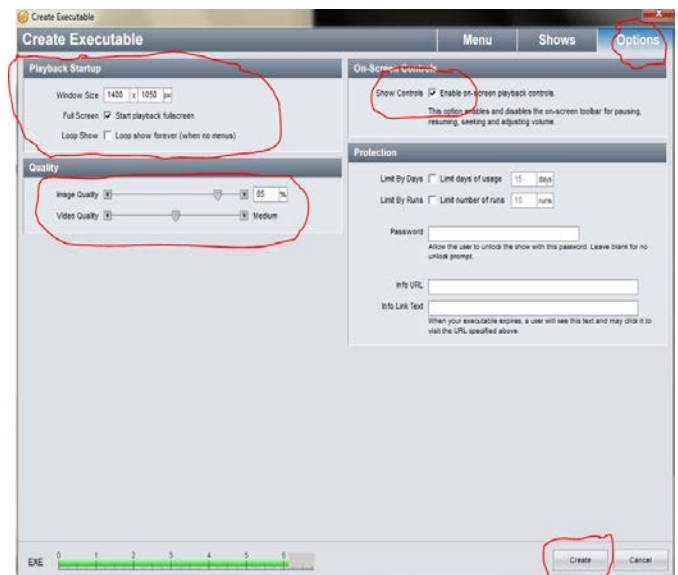 Create Executable
Create Executable
Menu
Shows
Options
Playback Startup
Window Size 1400 x 1050 px
Full Screen Start playback fullscreen
Loop Show Loop show forever (when no menus)
Quality
Image Quality 85 %
Video Quality Medium
On-Screen Controls
Show Controls Enable on-screen playback controls.
This option enables and disables the on-screen toolbar for pausing,
resuming, seeking and adjusting volume.
Protection
Limit By Days Limit days of usage 15 days
Limit By Runs Limit number of runs 10 runs
Password
Allow the user to unlock the show with this password. Leave blank for no
unlock prompt.
Info URL
Info Link Text
When your executable expires, a user will see this text and may click it to
visit the URL specified above.
EXE 0 1 2 3 4 5 6
Create
Cancel